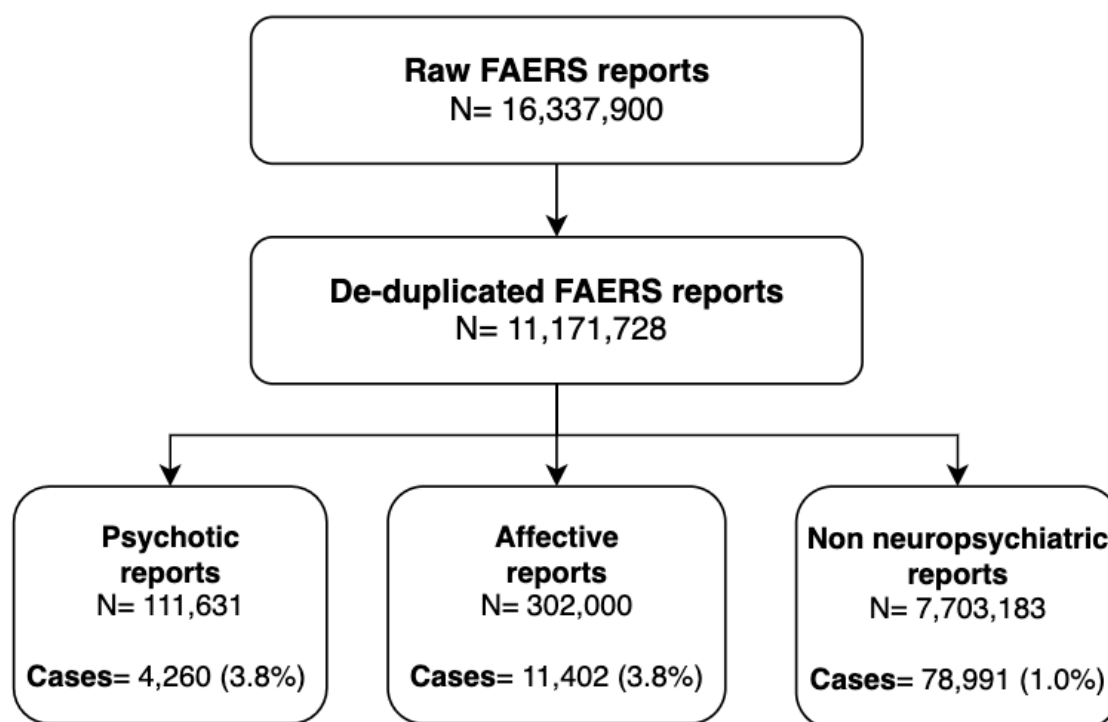 Raw FAERS reports
N= 16,337,900
De-duplicated FAERS reports
N= 11,171,728
Psychotic
reports
N= 111,631
Cases= 4,260 (3.8%)
Affective
reports
N= 302,000
Cases= 11,402 (3.8%)
Non neuropsychiatric
reports
N= 7,703,183
Cases= 78,991 (1.0%)